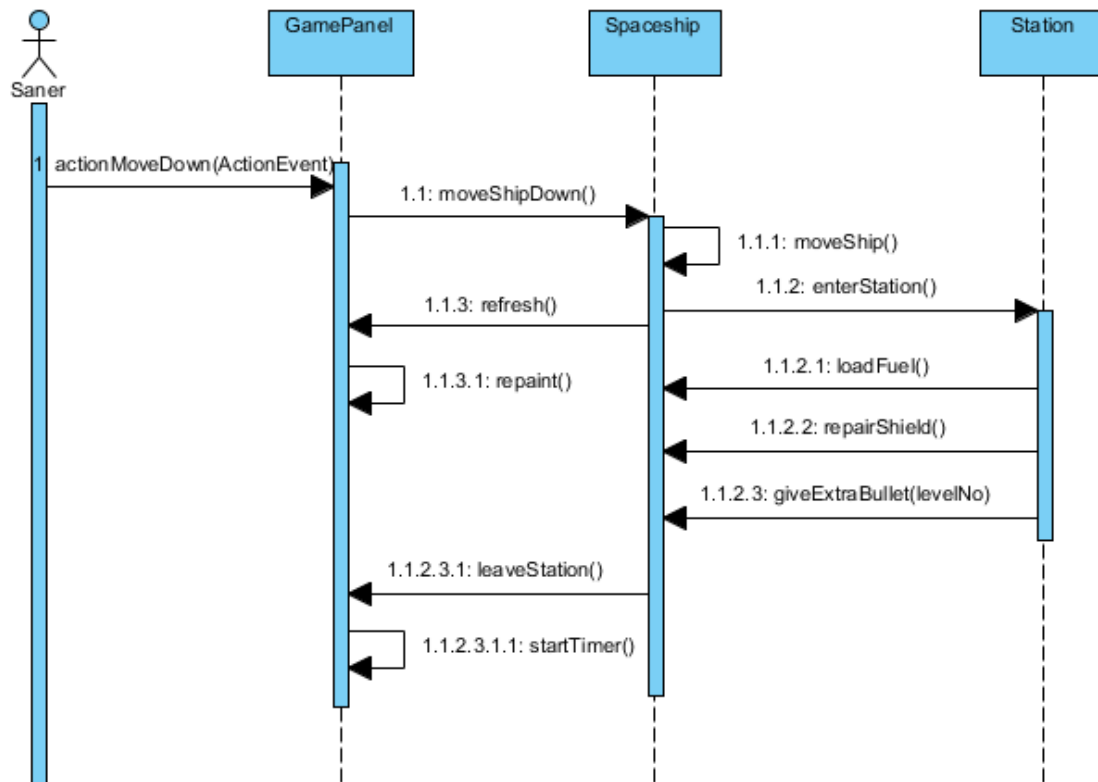 GamePanel
Spaceship
Station
Saner
1 actionMoveDown(ActionEvent)
1.1: moveShipDown()
1.1.1: moveShip()
1.1.2: enterStation()
1.1.3: refresh()
1.1.2.1: loadFuel()
1.1.3.1: repaint()
1.1.2.2: repairShield()
1.1.2.3: giveExtraBullet(levelNo)
1.1.2.3.1: leaveStation()
1.1.2.3.1.1: startTimer()